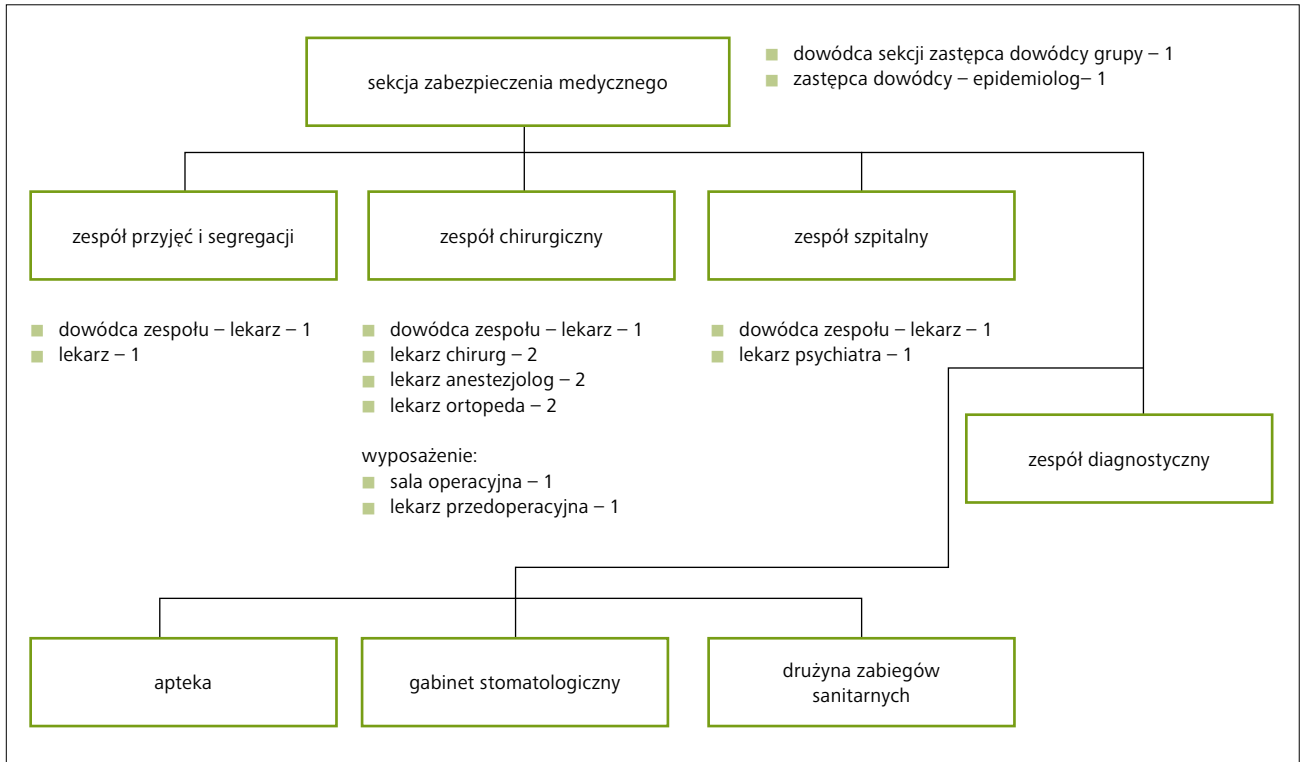 sekcja zabezpieczenia medycznego
■ dowódca sekcji zastępca dowódcy grupy – 1
■ zastępca dowódcy – epidemiolog– 1
zespół przyjęć i segregacji
zespół chirurgiczny
zespół szpitalny
■ dowódca zespołu – lekarz – 1
■ lekarz – 1
■ dowódca zespołu – lekarz – 1
■ lekarz chirurg – 2
■ lekarz anestezjolog – 2
■ lekarz ortopeda – 2
wyposażenie:
■ sala operacyjna – 1
■ lekarz przedoperacyjna – 1
■ dowódca zespołu – lekarz – 1
■ lekarz psychiatra – 1
zespół diagnostyczny
apteka
gabinet stomatologiczny
drużyna zabiegów
sanitarnych